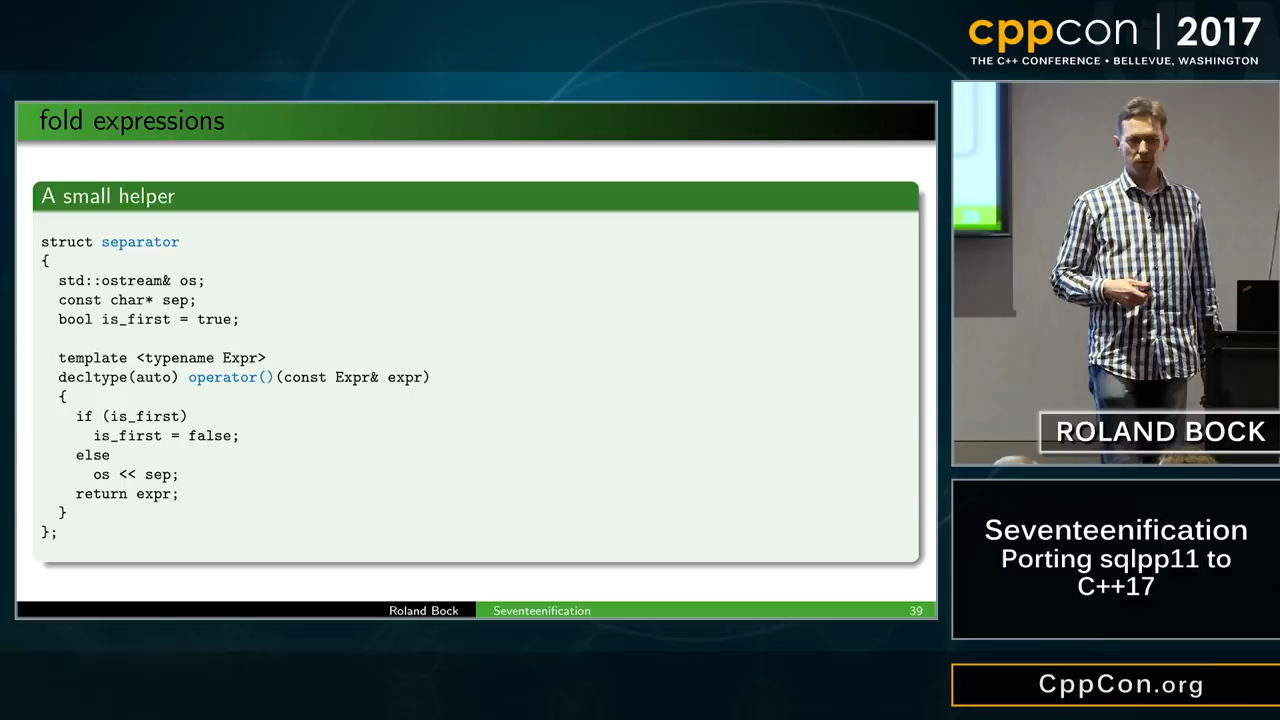 cppcon | 2017
THE C++ CONFERENCE • BELLEVUE, WASHINGTON
fold expressions
A small helper
struct separator
{
  std::ostream& os;
  const char* sep;
  bool is_first = true;

  template <typename Expr>
  decltype(auto) operator()(const Expr& expr)
  {
    if (is_first)
      is_first = false;
    else
      os << sep;
    return expr;
  }
};
Roland Bock
Seventeenification
39
ROLAND BOCK
Seventeenification
Porting sqlpp11 to
C++17
CppCon.org